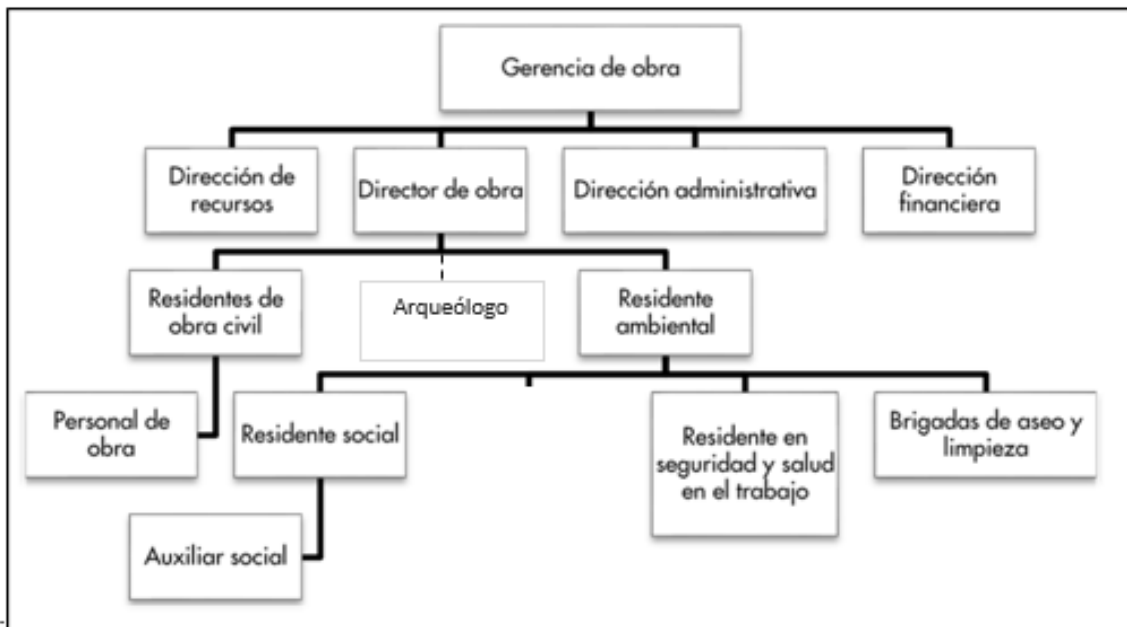 Gerencia de obra
Dirección de
recursos
Director de obra
Dirección administrativa
Dirección
financiera
Residentes de
obra civil
Arqueólogo
Residente
ambiental
Personal de
obra
Residente social
Residente en
seguridad y salud
en el trabajo
Brigadas de aseo y
limpieza
Auxiliar social